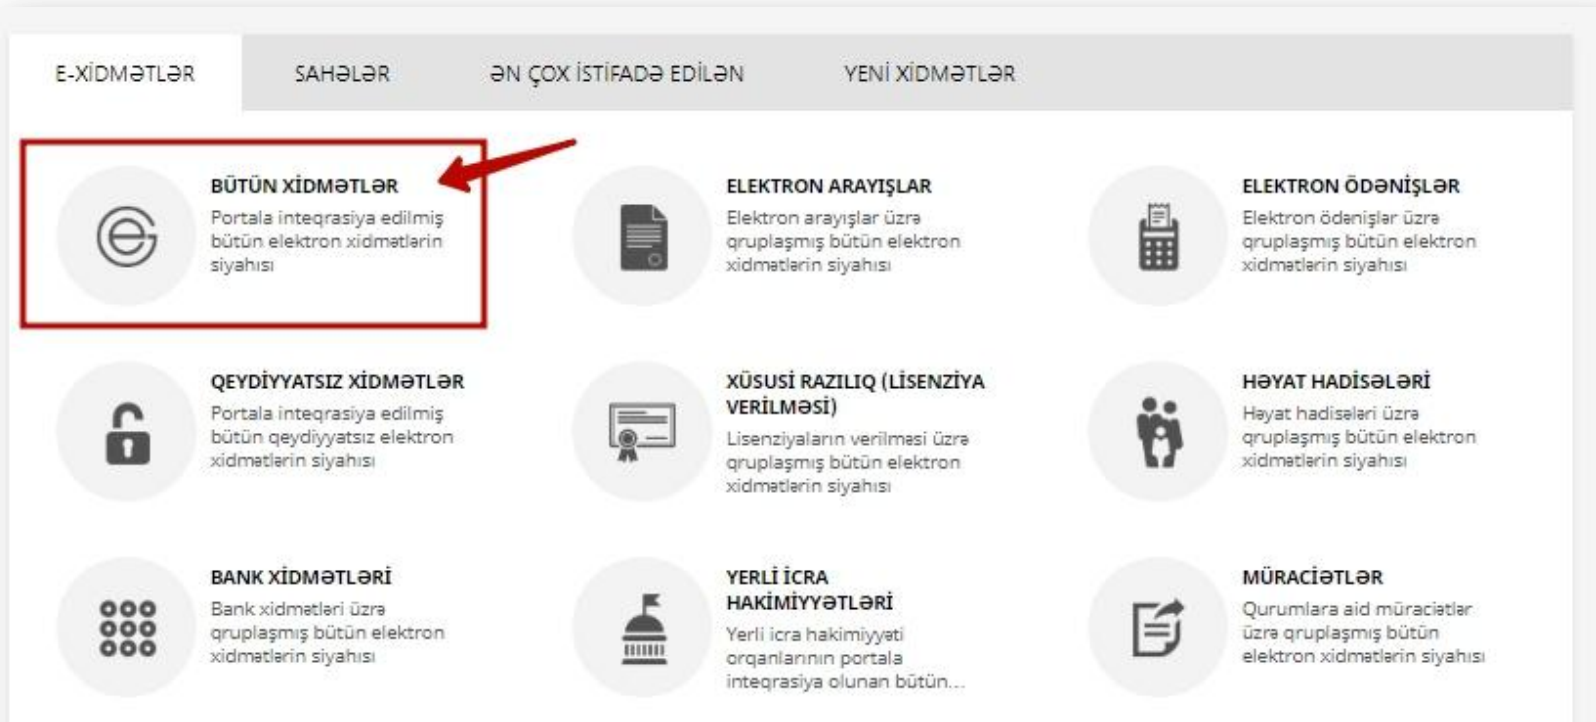 E-XİDMƏTLƏR
SAHƏLƏR
ƏN ÇOX İSTİFADƏ EDİLƏN
YENİ XİDMƏTLƏR
BÜTÜN XİDMƏTLƏR
Portala inteqrasiya edilmiş
bütün elektron xidmətlərin
siyahısı
ELEKTRON ARAYIŞLAR
Elektron arayışlar üzrə
qruplaşmış bütün elektron
xidmətlərin siyahısı
ELEKTRON ÖDƏNİŞLƏR
Elektron ödənişlər üzrə
qruplaşmış bütün elektron
xidmətlərin siyahısı
QEYDİYYATSIZ XİDMƏTLƏR
Portala inteqrasiya edilmiş
bütün qeydiyyatsız elektron
xidmətlərin siyahısı
XÜSUSİ RAZILIQ (LİSENZİYA
VERİLMƏSİ)
Lisenziyaların verilməsi üzrə
qruplaşmış bütün elektron
xidmətlərin siyahısı
HƏYAT HADİSƏLƏRİ
Həyat hadisələri üzrə
qruplaşmış bütün elektron
xidmətlərin siyahısı
BANK XİDMƏTLƏRİ
Bank xidmətləri üzrə
qruplaşmış bütün elektron
xidmətlərin siyahısı
YERLİ İCRA
HAKİMİYYƏTLƏRİ
Yerli icra hakimiyyəti
orqanlarının portala
inteqrasiya olunan bütün...
MÜRACİƏTLƏR
Qurumlara aid müraciətlər
üzrə qruplaşmış bütün
elektron xidmətlərin siyahısı